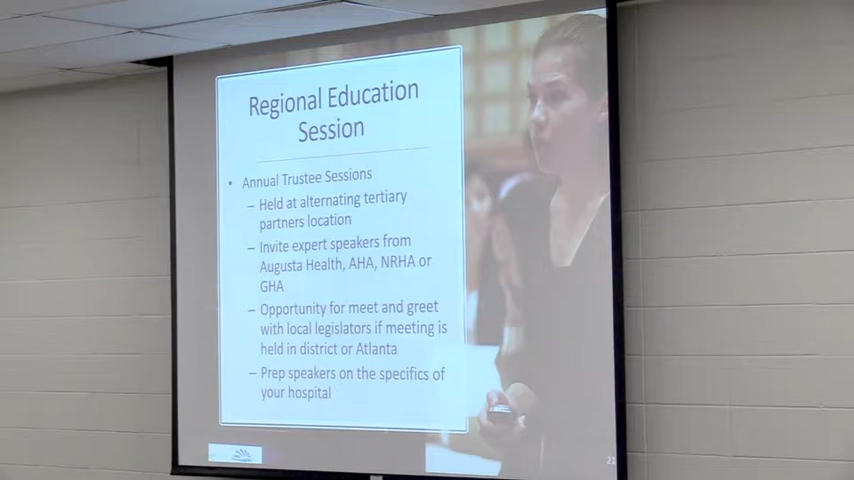 Regional Education
Session
• Annual Trustee Sessions
– Held at alternating tertiary
partners location
– Invite expert speakers from
Augusta Health, AHA, NRHA or
GHA
– Opportunity for meet and greet
with local legislators if meeting is
held in district or Atlanta
– Prep speakers on the specifics of
your hospital
21